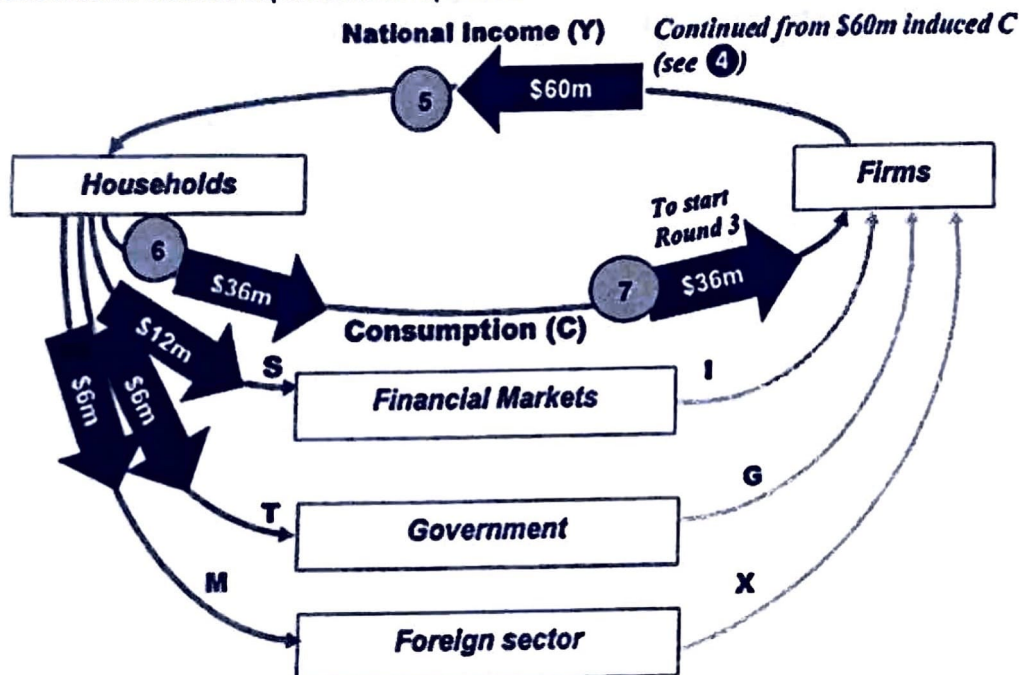 National Income (Y)
Continued from $60m induced C
(see 4)
5
$60m
Households
Firms
To start
Round 3
6
$36m
7
$36m
Consumption (C)
$12m
$6m
$6m
S
I
Financial Markets
G
T
Government
M
X
Foreign sector